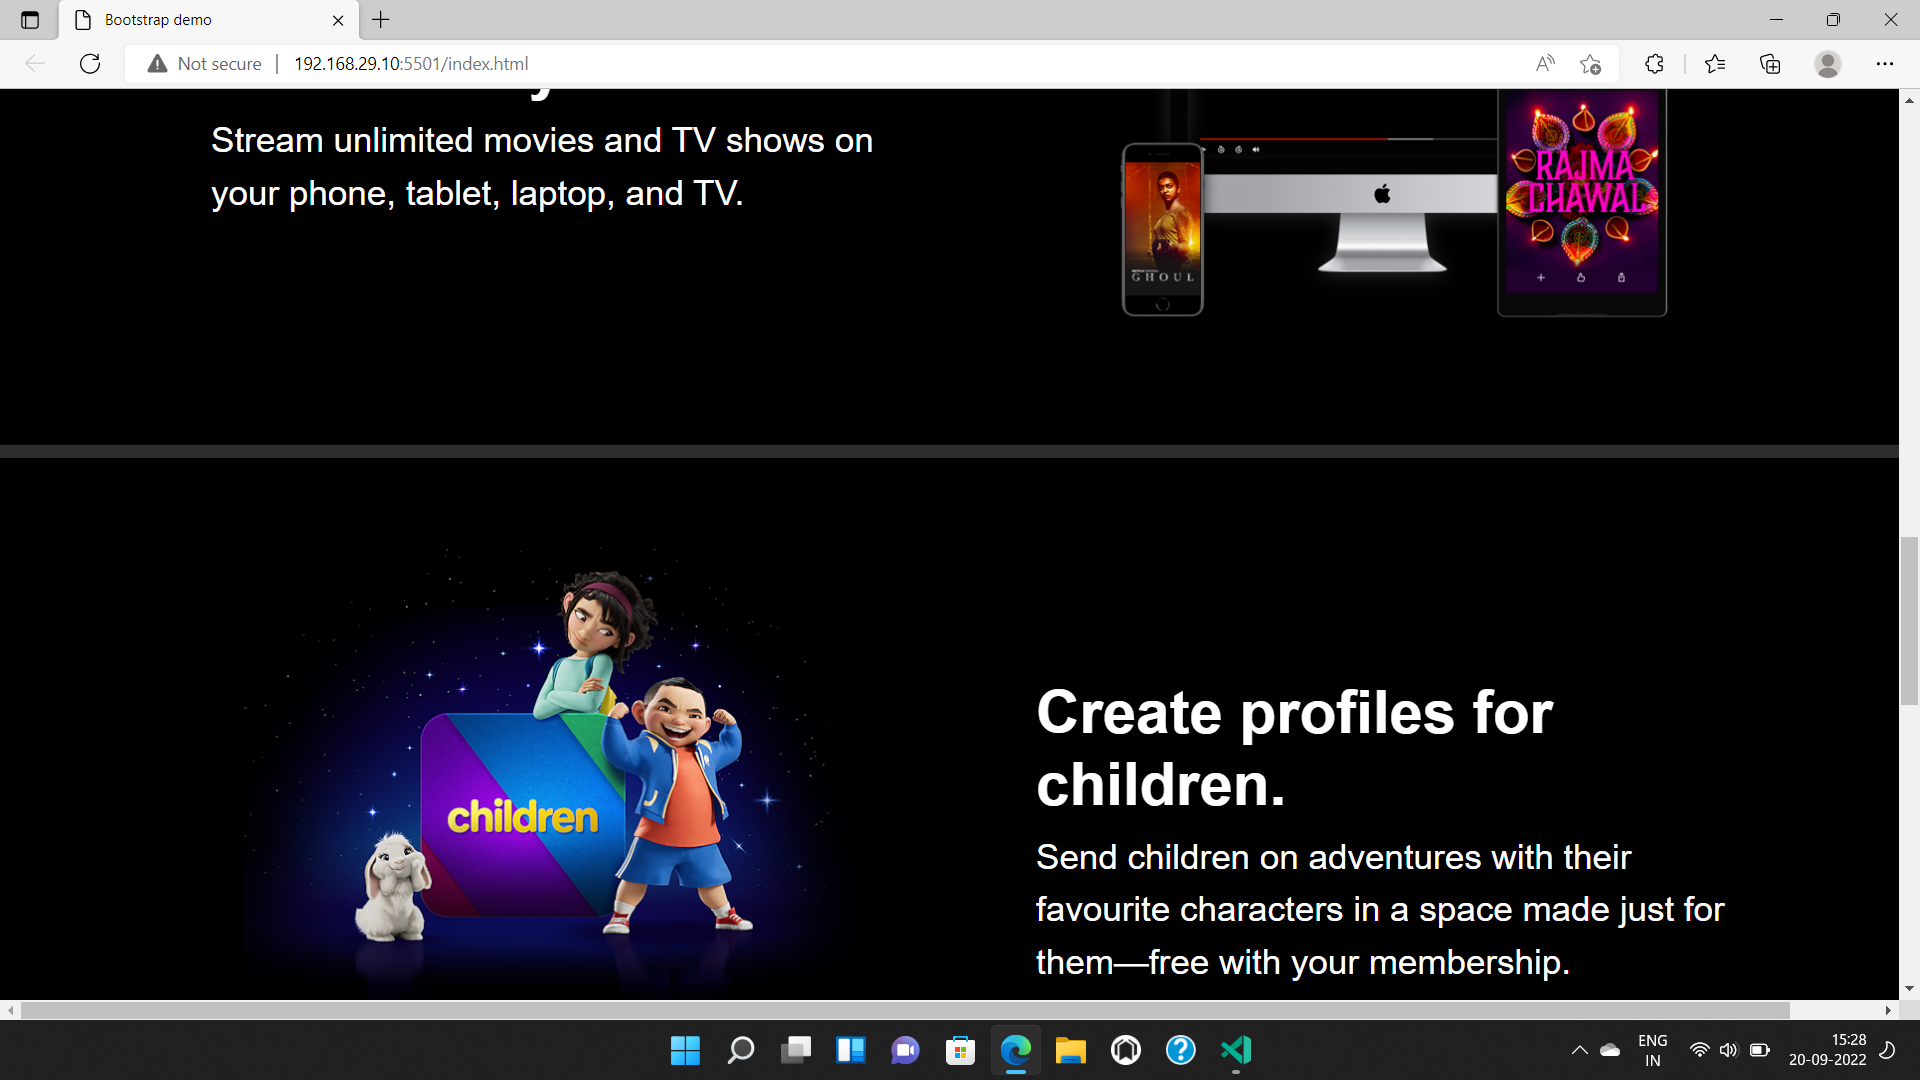 Bootstrap demo
Not secure
192.168.29.10:5501/index.html
Stream unlimited movies and TV shows on
your phone, tablet, laptop, and TV.
RAJMA
CHAWAL
GHOUL
children
Create profiles for
children.
Send children on adventures with their
favourite characters in a space made just for
them—free with your membership.
ENG
IN
15:28
20-09-2022